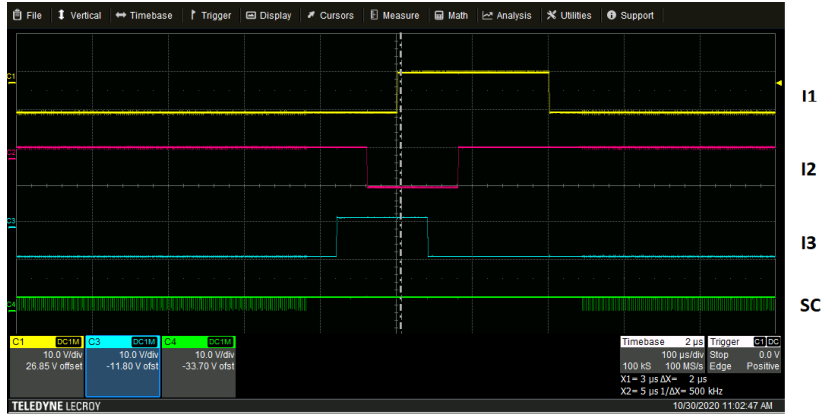 File Vertical Timebase Trigger Display Cursors Measure Math Analysis Utilities Support
C1
I1
C2
I2
C3
I3
C4
SC
C1 DC1M C3 DC1M C4 DC1M
10.0 V/div 10.0 V/div 10.0 V/div
26.85 V offset -11.80 V ofst -33.70 V ofst
Timebase 2 µs Trigger C1 DC
100 µs/div Stop 0.0 V
100 kS 100 MS/s Edge Positive
X1= 3 µs ΔX= 2 µs
X2= 5 µs 1/ΔX= 500 kHz
TELEDYNE LECROY 10/30/2020 11:02:47 AM